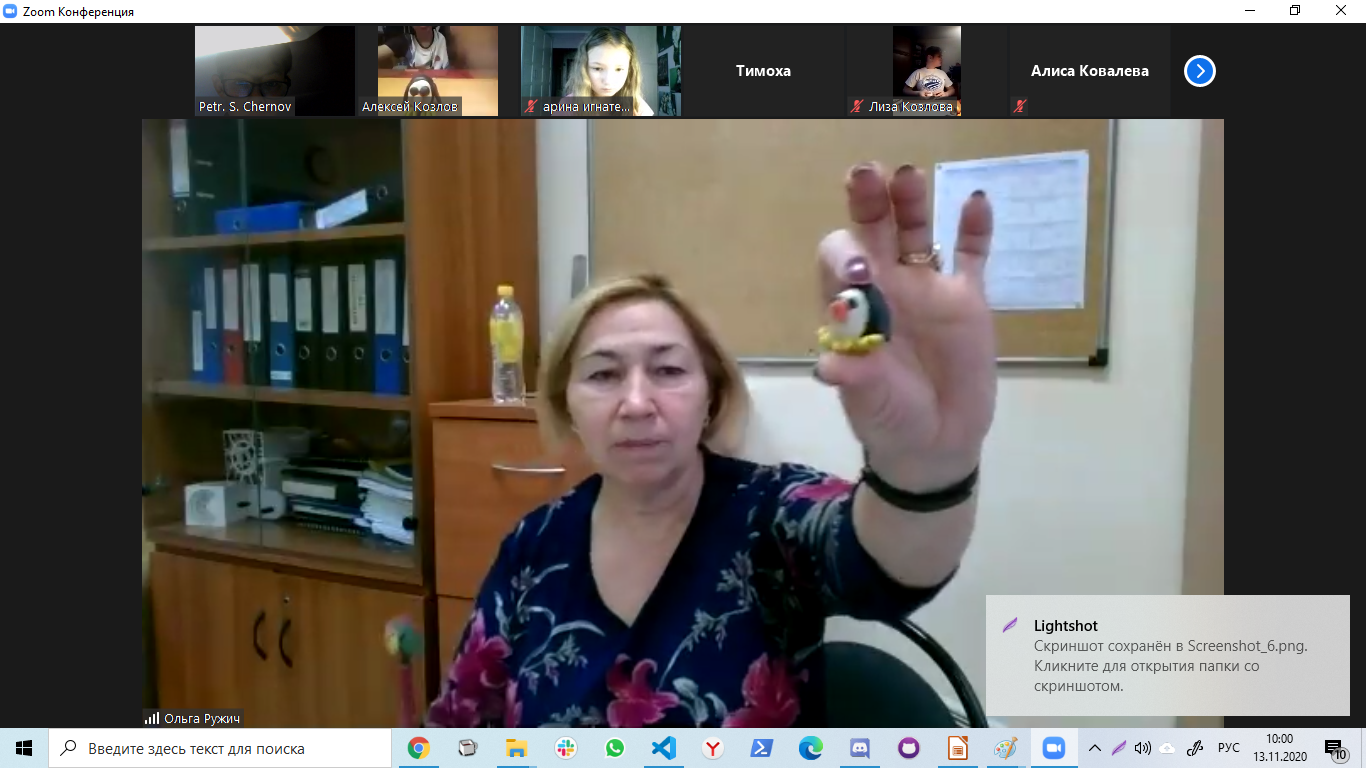 Zoom Конференция
Petr. S. Chernov
Алексей Козлов
арина игнате...
Тимоха
Лиза Козлова
Алиса Ковалева
Ольга Ружич
Lightshot
Скриншот сохранён в Screenshot_6.png.
Кликните для открытия папки со
скриншотом.
Введите здесь текст для поиска
РУС
10:00
13.11.2020
10